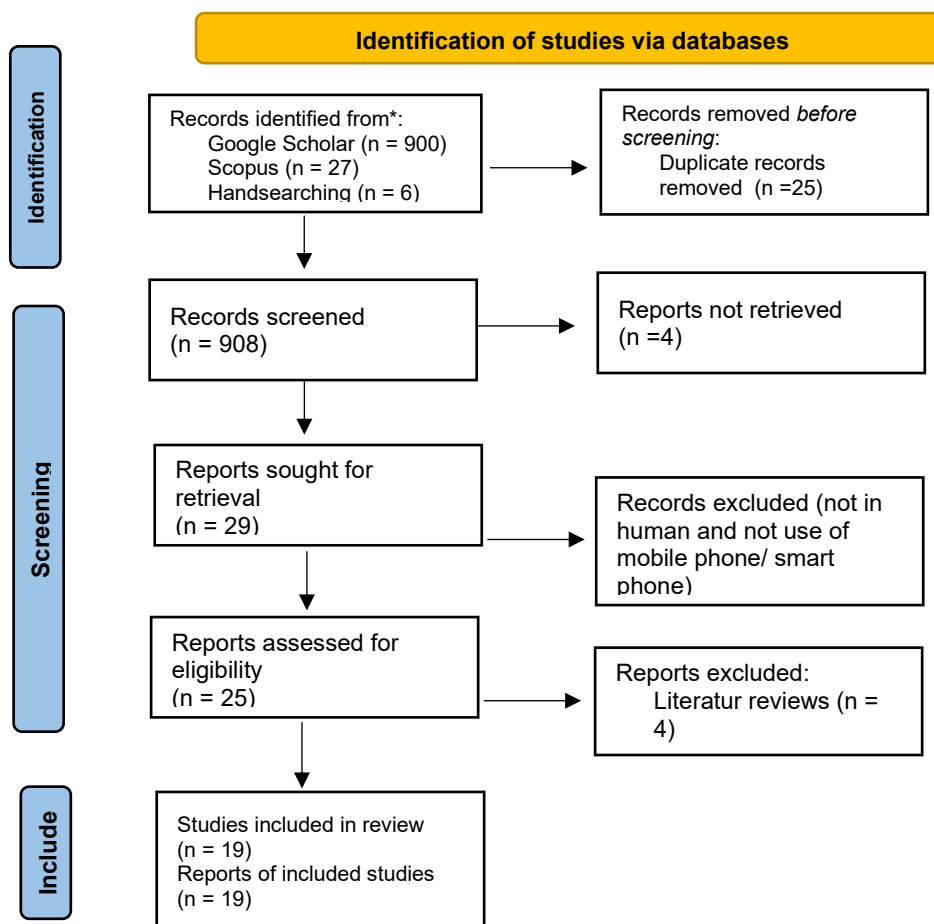 Identification of studies via databases
Identification
Records identified from*:
Google Scholar (n = 900)
Scopus (n = 27)
Handsearching (n = 6)
Records removed before
screening:
Duplicate records
removed (n =25)
Screening
Records screened
(n = 908)
Reports not retrieved
(n =4)
Reports sought for
retrieval
(n = 29)
Records excluded (not in
human and not use of
mobile phone/ smart
phone)
Reports assessed for
eligibility
(n = 25)
Reports excluded:
Literatur reviews (n =
4)
Include
Studies included in review
(n = 19)
Reports of included studies
(n = 19)